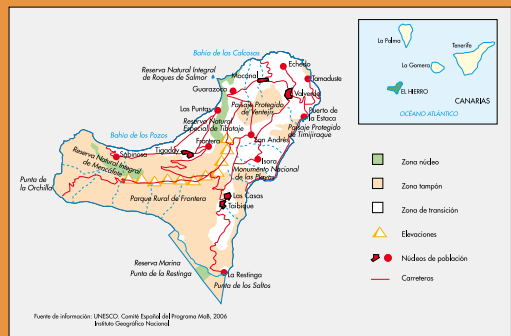 Bahía de las Calcosas
Reserva Natural Integral
de Roques de Salmor
Mocanal
Echedo
Tamaduste
Guarazoca
Valverde
Paisaje Protegido
de Ventejís
Las Puntas
Reserva Natural
Especial de Tibataje
Puerto de
la Estaca
Paisaje Protegido
de Timijiraque
Bahía de los Pozos
Frontera
San Andrés
Tigaday
Sabinosa
Isora
Reserva Natural Integral
de Mencáfete
Monumento Nacional
de las Playas
Punta de
la Orchilla
Parque Rural de Frontera
Las Casas
Taibique
Reserva Marina
Punta de la Restinga
La Restinga
Punta de los Saltos
La Palma
Tenerife
La Gomera
EL HIERRO
CANARIAS
OCÉANO ATLÁNTICO
Zona núcleo
Zona tampón
Zona de transición
Elevaciones
Núcleos de población
Carreteras
Fuente de información: UNESCO. Comité Español del Programa MaB, 2006
Instituto Geográfico Nacional